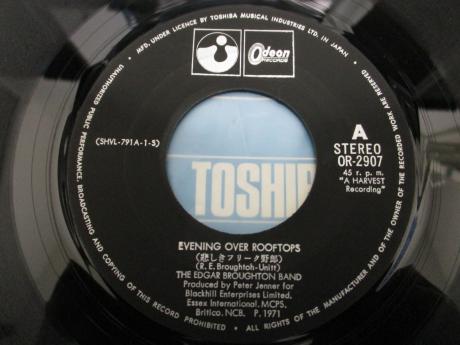 MFD. UNDER LICENCE BY TOSHIBA MUSICAL INDUSTRIES LTD. IN JAPAN
UNAUTHORIZED PUBLIC PERFORMANCE, BROADCASTING AND COPYING OF THIS RECORD PROHIBITED • ALL RIGHTS OF THE MANUFACTURER AND OF THE OWNER OF THE RECORDED WORK ARE RESERVED
Odeon
RECORDS
(SHVL-791A-1-S)
A
STEREO
OR-2907
45 r. p. m.
"A HARVEST
Recording"
TOSHIB
EVENING OVER ROOFTOPS
(悲しきフリーク野郎)
(R. E. Broughtoh-Unitt)
THE EDGAR BROUGHTON BAND
Produced by Peter Jenner for
Blackhill Enterprises Limited.
Essex International. MCPS.
Britico. NCB. P. 1971